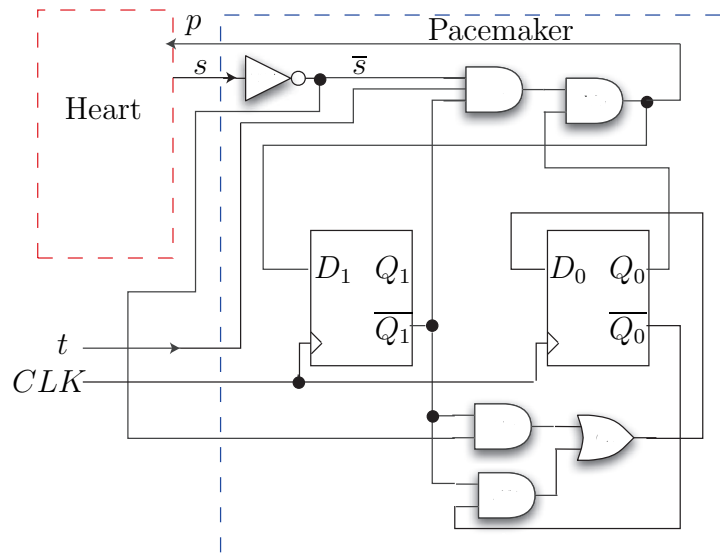 p
Pacemaker
s
s̅
Heart
D₁ Q₁
Q̅₁
D₀ Q₀
Q̅₀
t
CLK